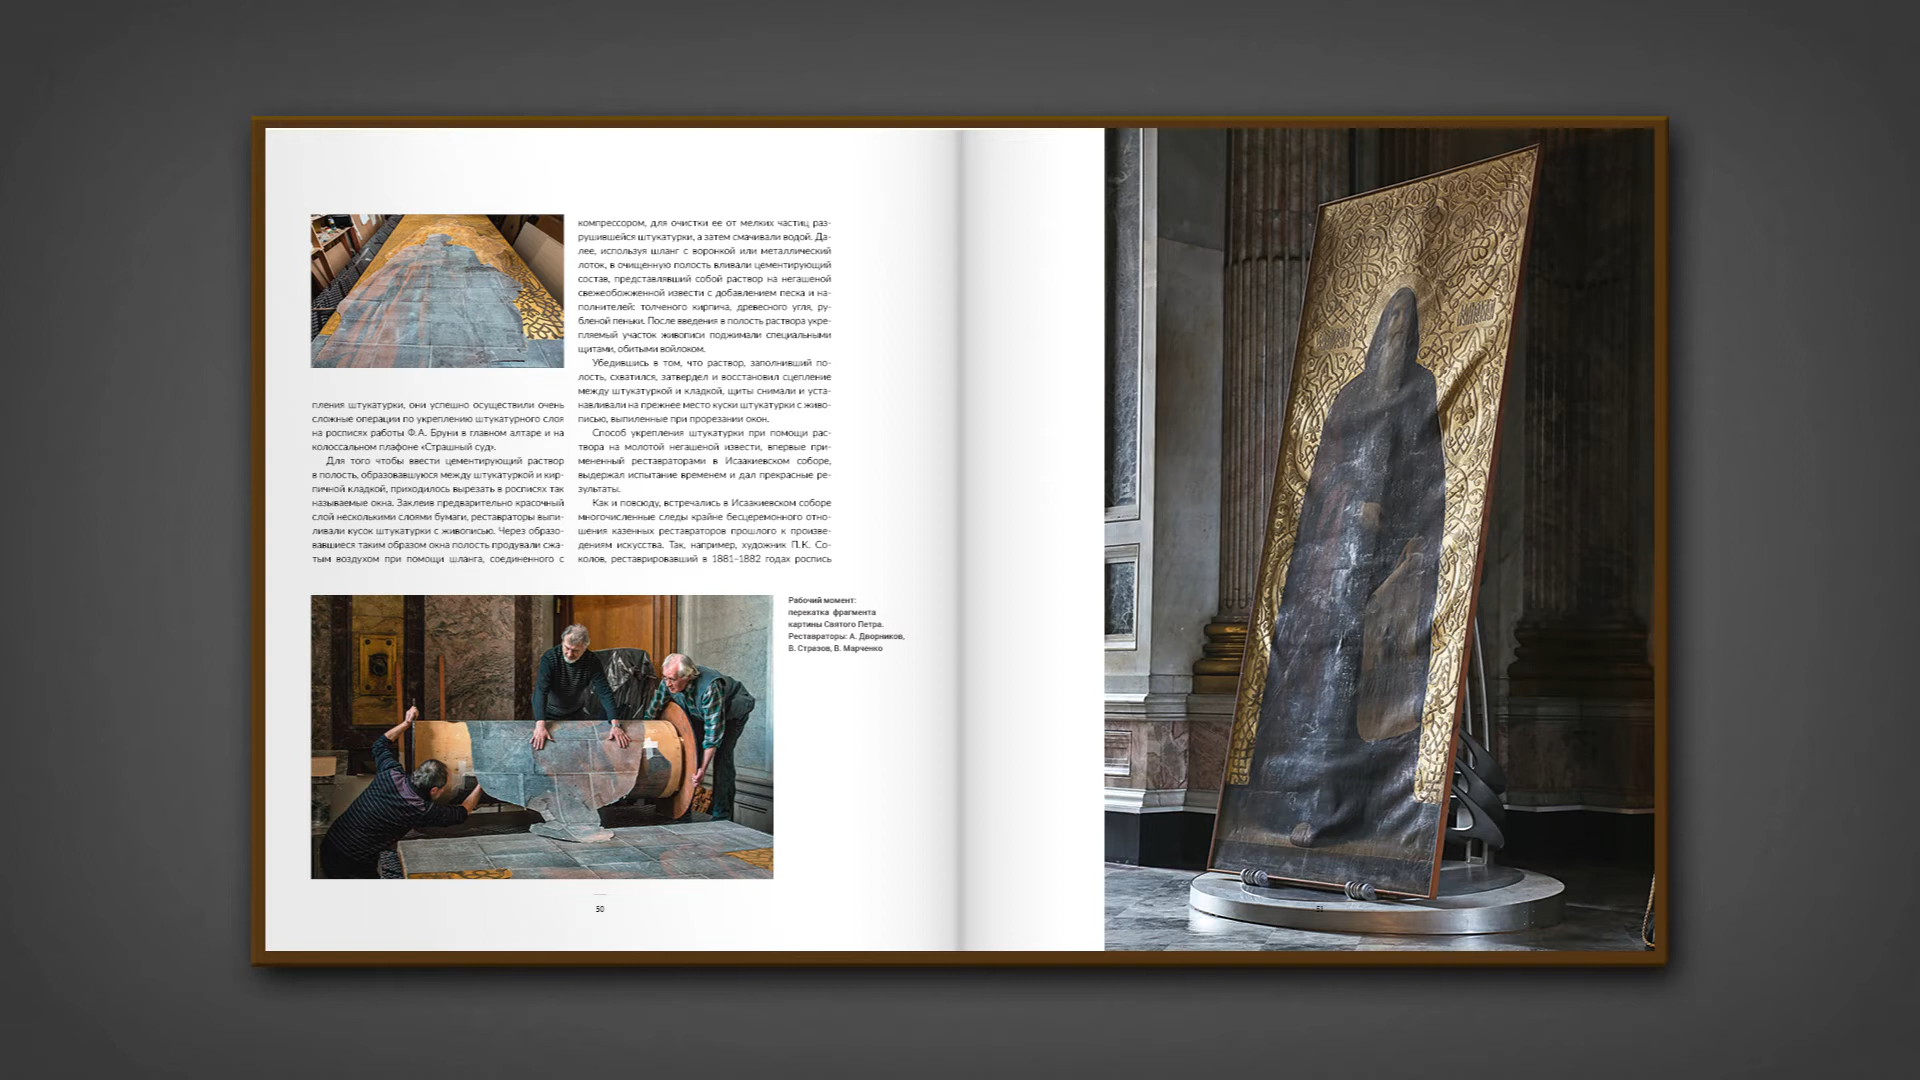 пления штукатурки, они успешно осуществили очень
сложные операции по укреплению штукатурного слоя
на росписях работы Ф.А. Бруни в главном алтаре и на
колоссальном плафоне «Страшный суд».
Для того чтобы ввести цементирующий раствор
в полость, образовавшуюся между штукатуркой и кир-
пичной кладкой, приходилось вырезать в росписях так
называемые окна. Заклеив предварительно красочный
слой несколькими слоями бумаги, реставраторы выпи-
ливали кусок штукатурки с живописью. Через образо-
вавшиеся таким образом окна полость продували сжа-
тым воздухом при помощи шланга, соединенного с
компрессором, для очистки ее от мелких частиц раз-
рушившейся штукатурки, а затем смачивали водой. Да-
лее, используя шланг с воронкой или металлический
лоток, в очищенную полость вливали цементирующий
состав, представлявший собой раствор на негашеной
свежеобожженной извести с добавлением песка и на-
полнителей: толченого кирпича, древесного угля, ру-
бленой пеньки. После введения в полость раствора укре-
пляемый участок живописи поджимали специальными
щитами, обитыми войлоком.
Убедившись в том, что раствор, заполнивший по-
лость, схватился, затвердел и восстановил сцепление
между штукатуркой и кладкой, щиты снимали и уста-
навливали на прежнее место куски штукатурки с живо-
писью, выпиленные при прорезании окон.
Способ укрепления штукатурки при помощи рас-
твора на молотой негашеной извести, впервые при-
мененный реставраторами в Исаакиевском соборе,
выдержал испытание временем и дал прекрасные ре-
зультаты.
Как и повсюду, встречались в Исаакиевском соборе
многочисленные следы крайне бесцеремонного отно-
шения казенных реставраторов прошлого к произве-
дениям искусства. Так, например, художник П.К. Со-
колов, реставрировавший в 1881–1882 годах роспись
Рабочий момент:
перекатка фрагмента
картины Святого Петра.
Реставраторы: А. Дворников,
В. Стразов, В. Марченко
50
51